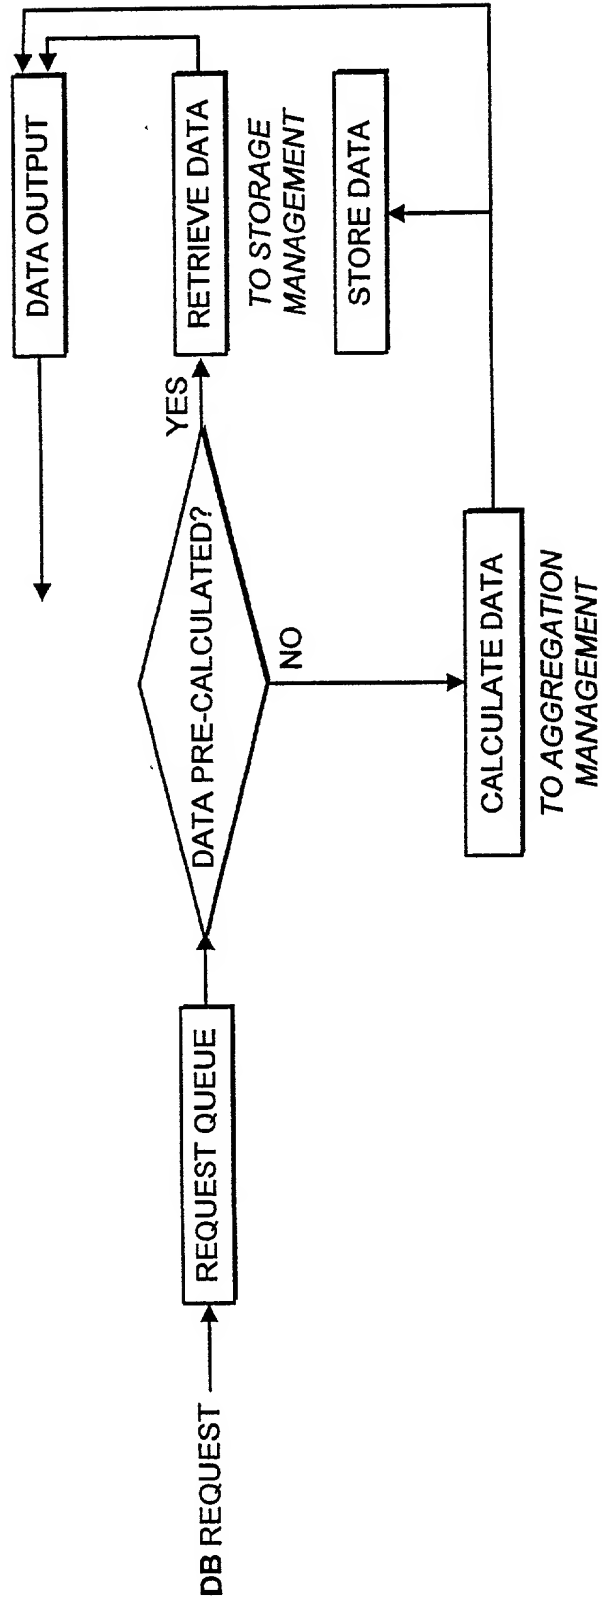 DB REQUEST
REQUEST QUEUE
DATA PRE-CALCULATED?
YES
NO
RETRIEVE DATA
TO STORAGE
MANAGEMENT
DATA OUTPUT
STORE DATA
CALCULATE DATA
TO AGGREGATION
MANAGEMENT